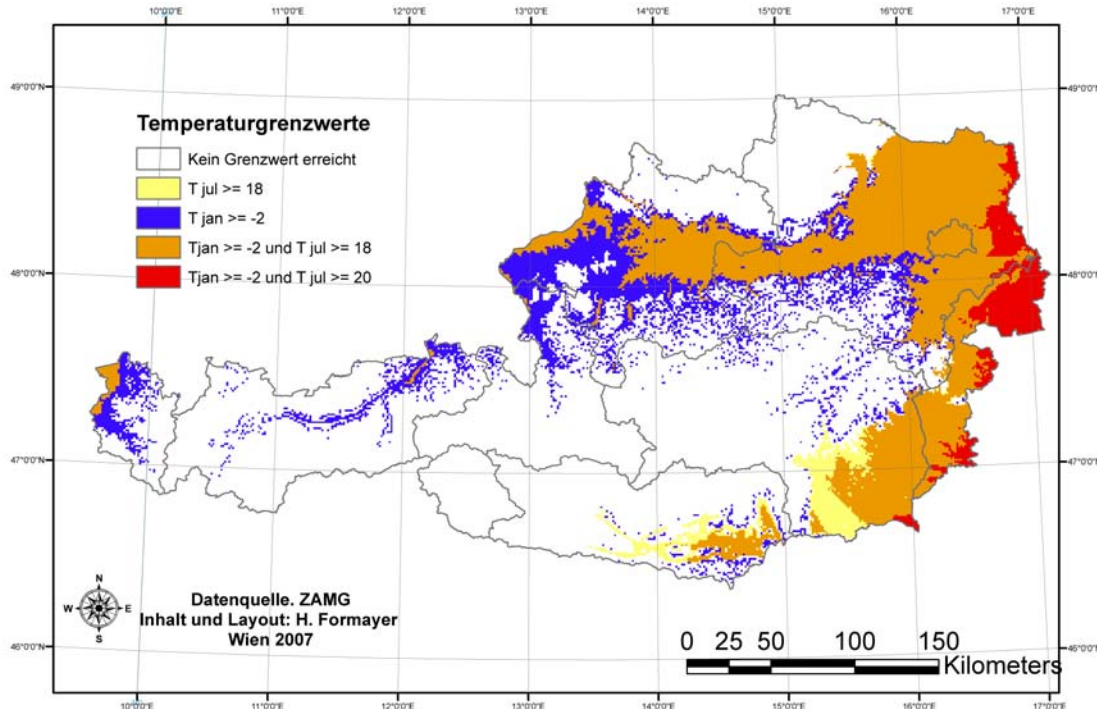 10°0'0"E 11°0'0"E 12°0'0"E 13°0'0"E 14°0'0"E 15°0'0"E 16°0'0"E 17°0'0"E
49°0'0"N 49°0'0"N
Temperaturgrenzwerte
Kein Grenzwert erreicht
T jul >= 18
T jan >= -2
Tjan >= -2 und T jul >= 18
Tjan >= -2 und T jul >= 20
48°0'0"N 48°0'0"N
47°0'0"N 47°0'0"N
N
W E
S
Datenquelle. ZAMG
Inhalt und Layout: H. Formayer
Wien 2007
46°0'0"N 46°0'0"N
0 25 50 100 150
Kilometers
10°0'0"E 11°0'0"E 12°0'0"E 13°0'0"E 14°0'0"E 15°0'0"E 16°0'0"E 17°0'0"E